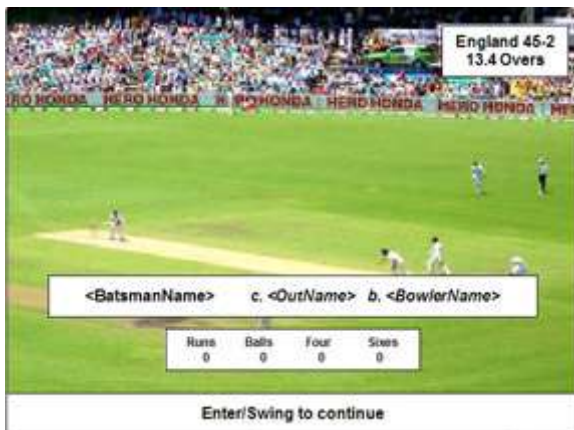 England 45-2
13.4 Overs
HERO HONDA HERO HONDA HONDA HERO HONDA HERO HONDA HERO HONDA
<BatsmanName> c. <OutName> b. <BowlerName>
Runs Balls Four Sixes
0 0 0 0
Enter/Swing to continue